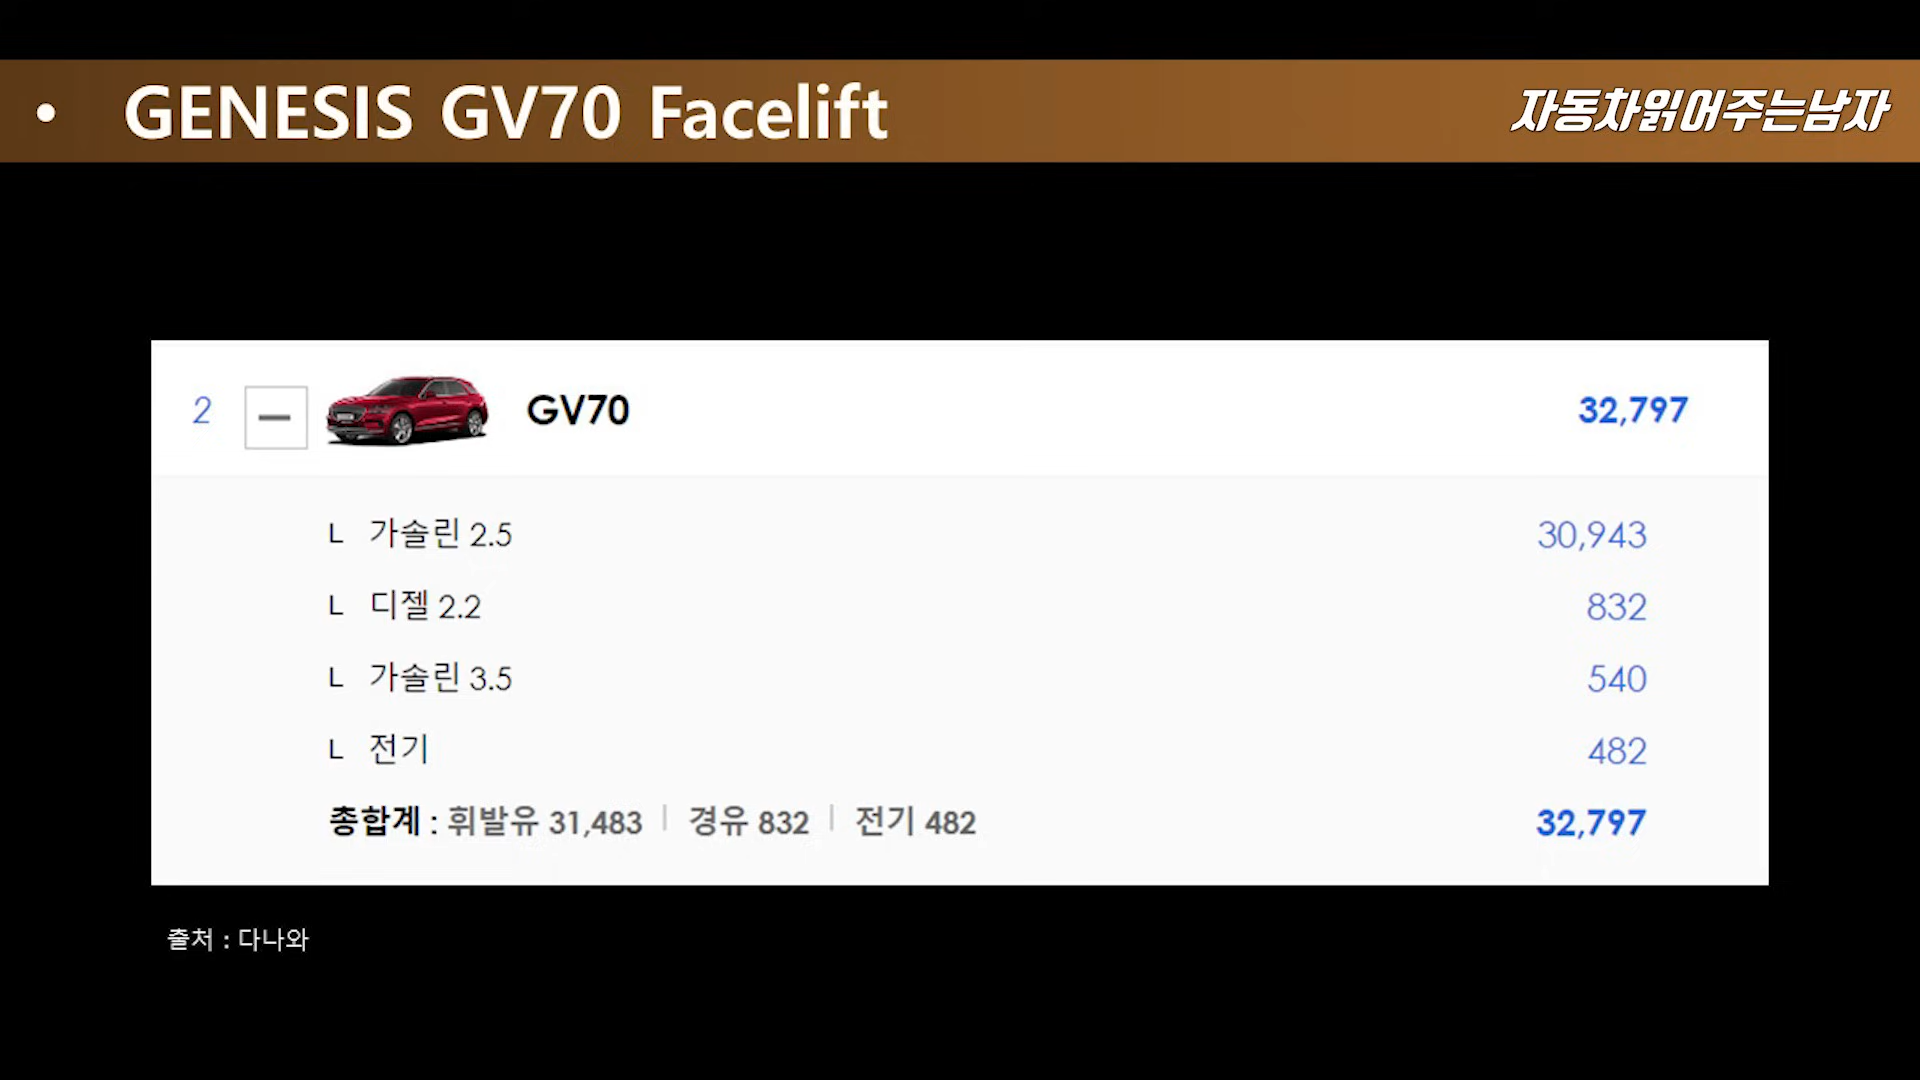 • GENESIS GV70 Facelift
자동차읽어주는남자
2 GV70 32,797
L 가솔린 2.5 30,943
L 디젤 2.2 832
L 가솔린 3.5 540
L 전기 482
총합계 : 휘발유 31,483 | 경유 832 | 전기 482 32,797
출처 : 다나와